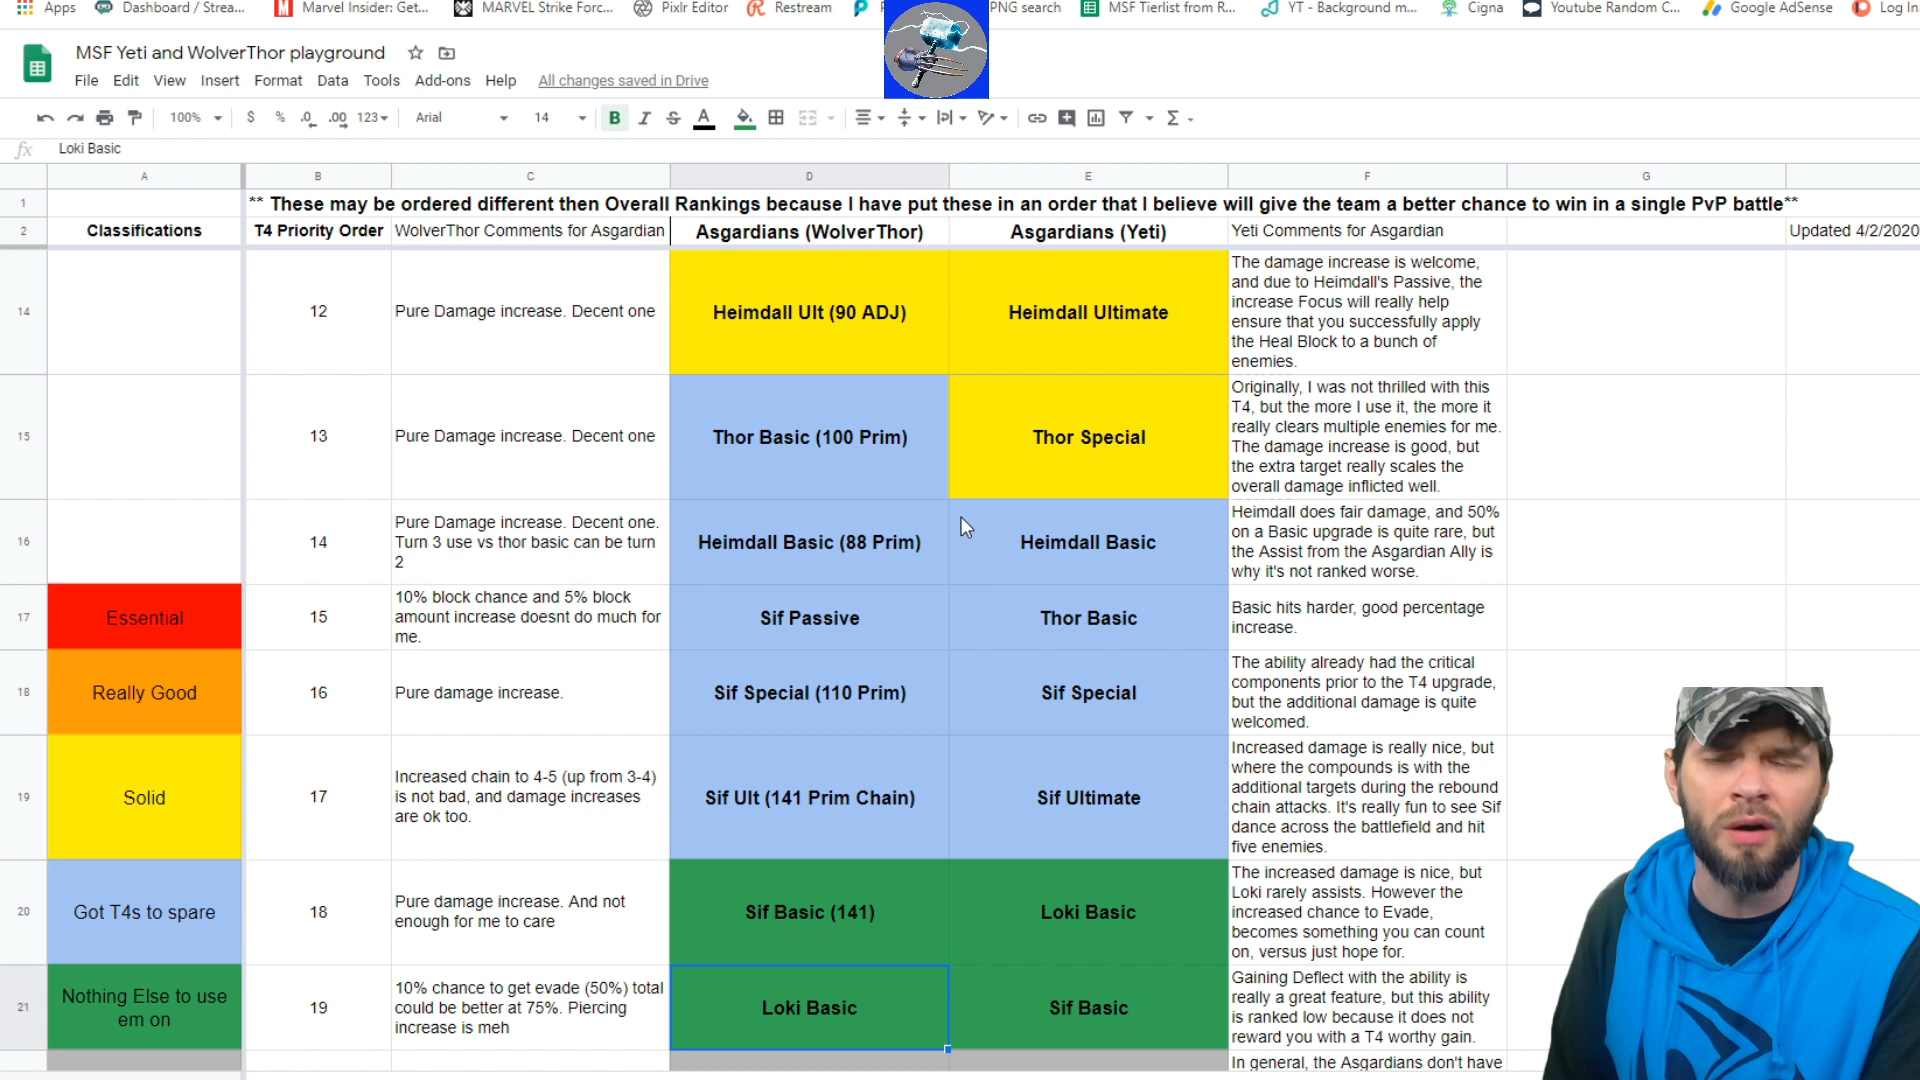 Apps Dashboard / Strea... Marvel Insider: Get... MARVEL Strike Forc... Pixlr Editor Restream PNG search MSF Tierlist from R... YT - Background m... Cigna Youtube Random C... Google AdSense Log In
MSF Yeti and WolverThor playground
File Edit View Insert Format Data Tools Add-ons Help All changes saved in Drive
100% $ % .0 .00 123 Arial 14 B I S A
fx Loki Basic
A B C D E F G
1 ** These may be ordered different then Overall Rankings because I have put these in an order that I believe will give the team a better chance to win in a single PvP battle**
2 Classifications T4 Priority Order WolverThor Comments for Asgardian Asgardians (WolverThor) Asgardians (Yeti) Yeti Comments for Asgardian Updated 4/2/2020
14 12 Pure Damage increase. Decent one Heimdall Ult (90 ADJ) Heimdall Ultimate
The damage increase is welcome,
and due to Heimdall's Passive, the
increase Focus will really help
ensure that you successfully apply
the Heal Block to a bunch of
enemies.
15 13 Pure Damage increase. Decent one Thor Basic (100 Prim) Thor Special
Originally, I was not thrilled with this
T4, but the more I use it, the more it
really clears multiple enemies for me.
The damage increase is good, but
the extra target really scales the
overall damage inflicted well.
16 14
Pure Damage increase. Decent one.
Turn 3 use vs thor basic can be turn
2
Heimdall Basic (88 Prim) Heimdall Basic
Heimdall does fair damage, and 50%
on a Basic upgrade is quite rare, but
the Assist from the Asgardian Ally is
why it's not ranked worse.
17 Essential 15
10% block chance and 5% block
amount increase doesnt do much for
me.
Sif Passive Thor Basic
Basic hits harder, good percentage
increase.
18 Really Good 16 Pure damage increase. Sif Special (110 Prim) Sif Special
The ability already had the critical
components prior to the T4 upgrade,
but the additional damage is quite
welcomed.
19 Solid 17
Increased chain to 4-5 (up from 3-4)
is not bad, and damage increases
are ok too.
Sif Ult (141 Prim Chain) Sif Ultimate
Increased damage is really nice, but
where the compounds is with the
additional targets during the rebound
chain attacks. It's really fun to see Sif
dance across the battlefield and hit
five enemies.
20 Got T4s to spare 18
Pure damage increase. And not
enough for me to care
Sif Basic (141) Loki Basic
The increased damage is nice, but
Loki rarely assists. However the
increased chance to Evade,
becomes something you can count
on, versus just hope for.
21
Nothing Else to use
em on
19
10% chance to get evade (50%) total
could be better at 75%. Piercing
increase is meh
Loki Basic Sif Basic
Gaining Deflect with the ability is
really a great feature, but this ability
is ranked low because it does not
reward you with a T4 worthy gain.
In general, the Asgardians don't have